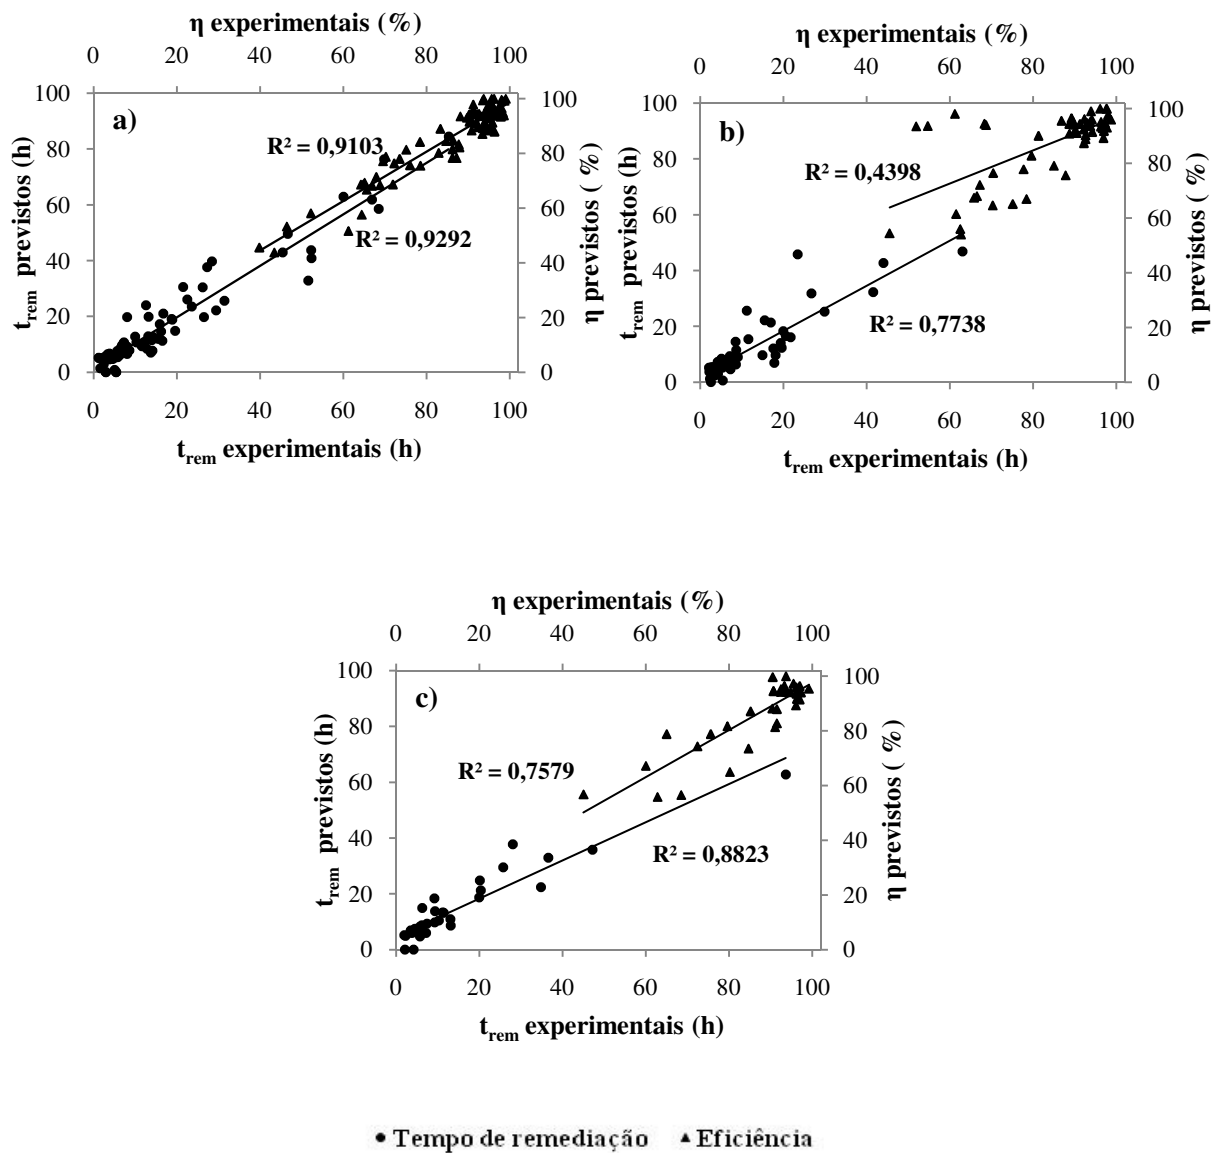 η experimentais (%)
0 20 40 60 80 100
100 80 60 40 20 0
t_rem previstos (h)
a)
R² = 0,9103
R² = 0,9292
100 80 60 40 20 0
η previstos ( %)
0 20 40 60 80 100
t_rem experimentais (h)
η experimentais (%)
0 20 40 60 80 100
100 80 60 40 20 0
t_rem previstos (h)
b)
R² = 0,4398
R² = 0,7738
100 80 60 40 20 0
η previstos ( %)
0 20 40 60 80 100
t_rem experimentais (h)
η experimentais (%)
0 20 40 60 80 100
100 80 60 40 20 0
t_rem previstos (h)
c)
R² = 0,7579
R² = 0,8823
100 80 60 40 20 0
η previstos ( %)
0 20 40 60 80 100
t_rem experimentais (h)
Tempo de remediação Eficiência